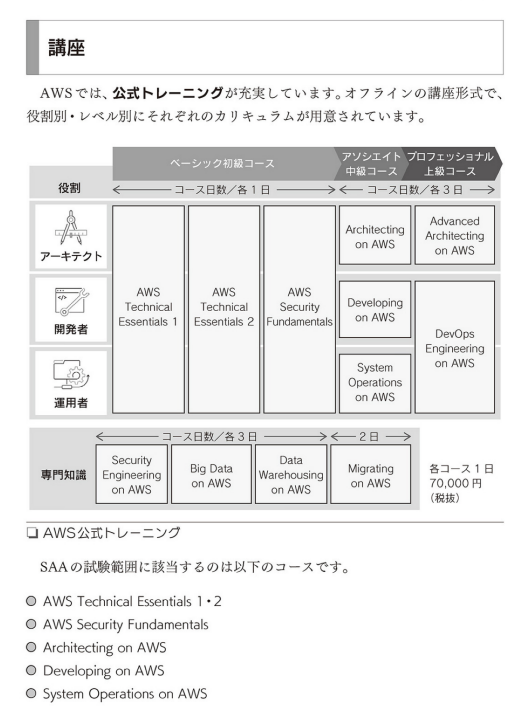 講座
AWSでは、公式トレーニングが充実しています。オフラインの講座形式で、
役割別・レベル別にそれぞれのカリキュラムが用意されています。
ベーシック初級コース
アソシエイト
中級コース
プロフェッショナル
上級コース
役割
コース日数／各1日
コース日数／各3日
アーキテクト
開発者
運用者
AWS
Technical
Essentials 1
AWS
Technical
Essentials 2
AWS
Security
Fundamentals
Architecting
on AWS
Advanced
Architecting
on AWS
Developing
on AWS
DevOps
Engineering
on AWS
System
Operations
on AWS
コース日数／各3日
2日
専門知識
Security
Engineering
on AWS
Big Data
on AWS
Data
Warehousing
on AWS
Migrating
on AWS
各コース1日
70,000円
（税抜）
❏ AWS公式トレーニング
SAAの試験範囲に該当するのは以下のコースです。
◎ AWS Technical Essentials 1・2
◎ AWS Security Fundamentals
◎ Architecting on AWS
◎ Developing on AWS
◎ System Operations on AWS